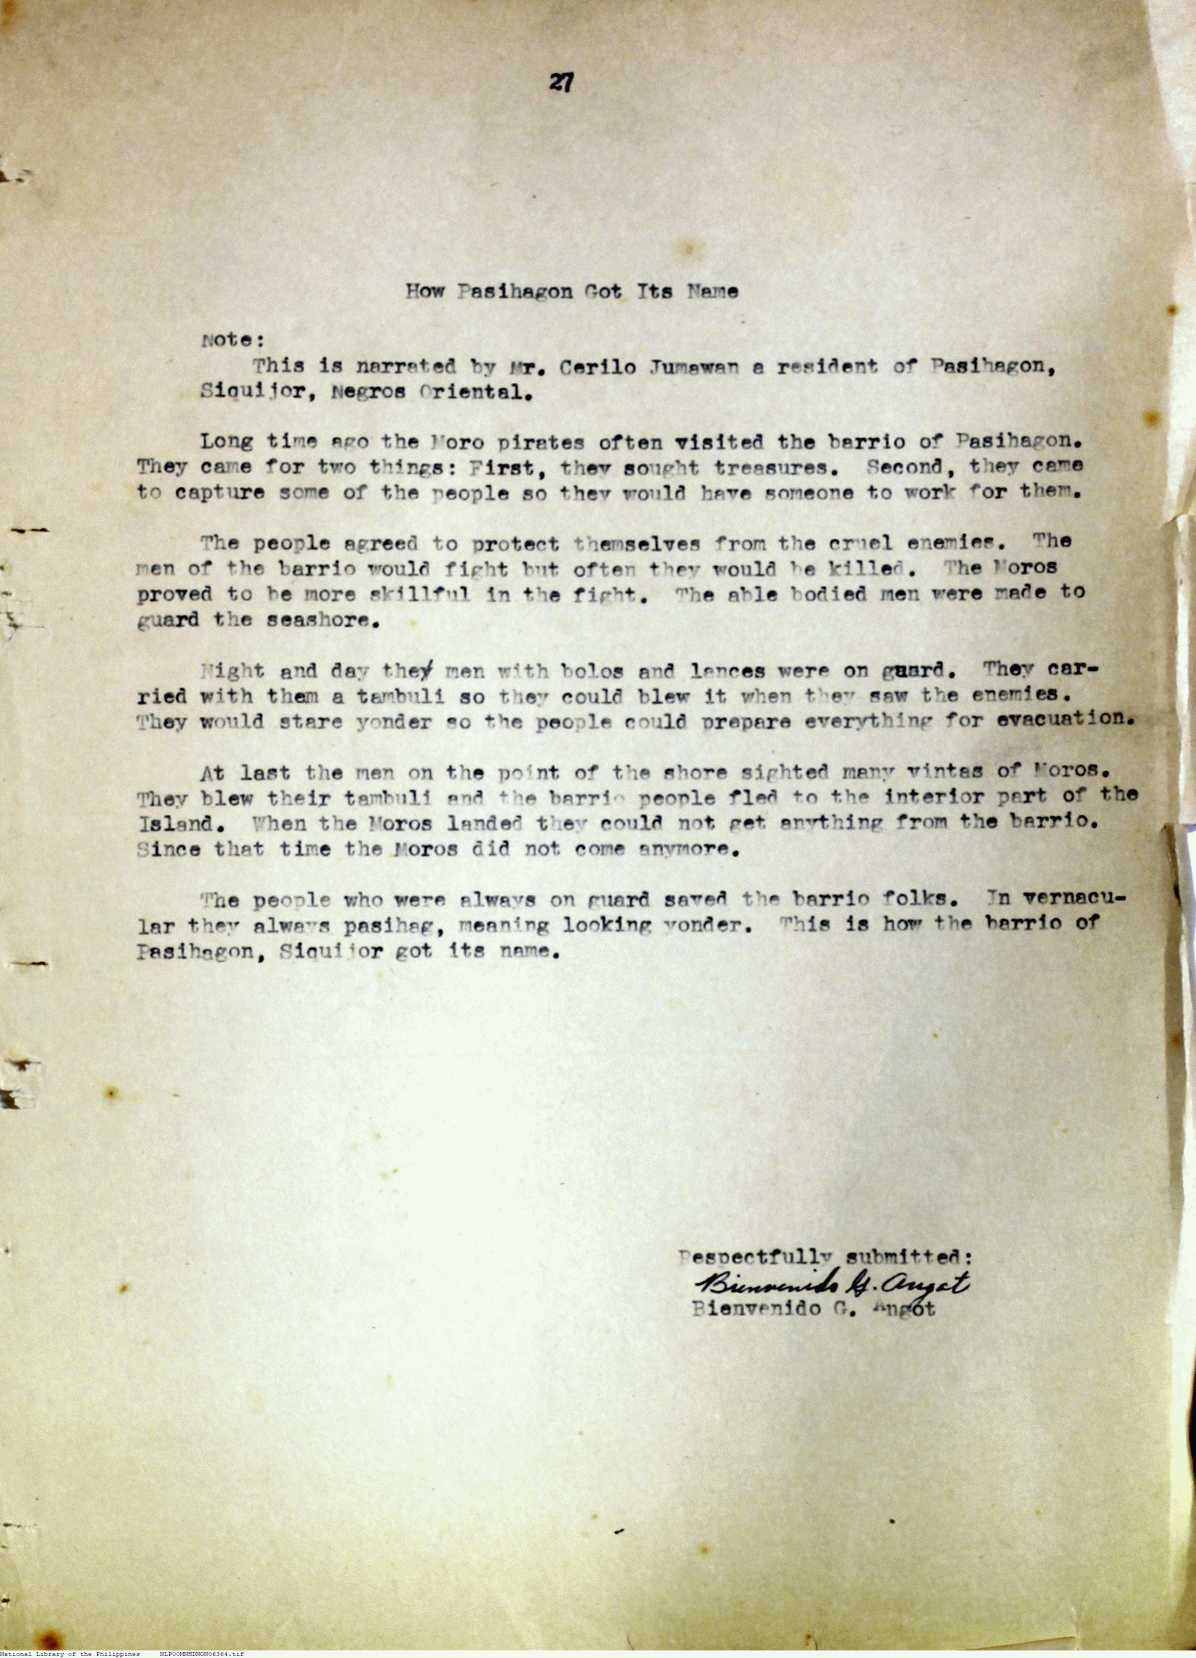 27
How Pasihagon Got Its Name
Note:
This is narrated by Mr. Cerilo Jumawan a resident of Pasihagon,
Siquijor, Negros Oriental.
Long time ago the Moro pirates often visited the barrio of Pasihagon.
They came for two things: First, they sought treasures. Second, they came
to capture some of the people so they would have someone to work for them.
The people agreed to protect themselves from the cruel enemies. The
men of the barrio would fight but often they would be killed. The Moros
proved to be more skillful in the fight. The able bodied men were made to
guard the seashore.
Night and day the men with bolos and lances were on guard. They car-
ried with them a tambuli so they could blew it when they saw the enemies.
They would stare yonder so the people could prepare everything for evacuation.
At last the men on the point of the shore sighted many vintas of Moros.
They blew their tambuli and the barrio people fled to the interior part of the
Island. When the Moros landed they could not get anything from the barrio.
Since that time the Moros did not come anymore.
The people who were always on guard saved the barrio folks. In vernacu-
lar they always pasihag, meaning looking yonder. This is how the barrio of
Pasihagon, Siquijor got its name.
Respectfully submitted:
Bienvenido G. Angot
Bienvenido G. Angot
National Library of the Philippines